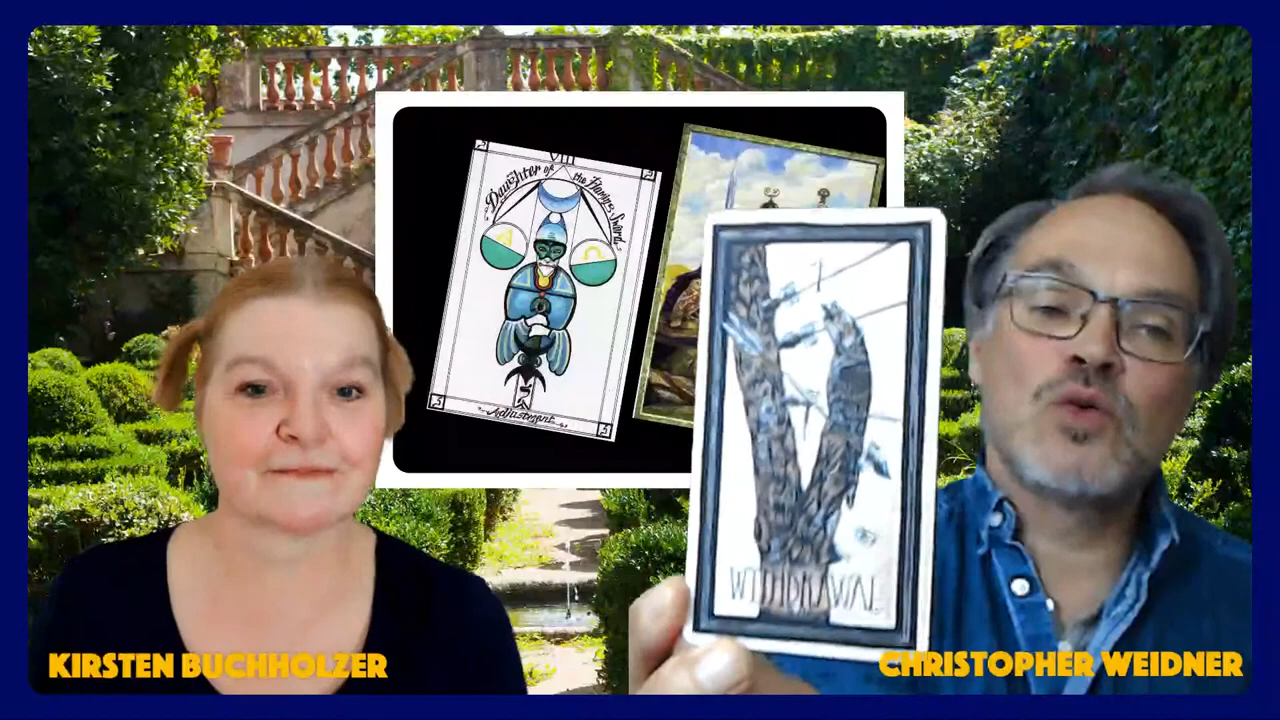 VIII
Daughter of the Flaming Sword
Adjustment
WITHDRAWAL
KIRSTEN BUCHHOLZER
CHRISTOPHER WEIDNER